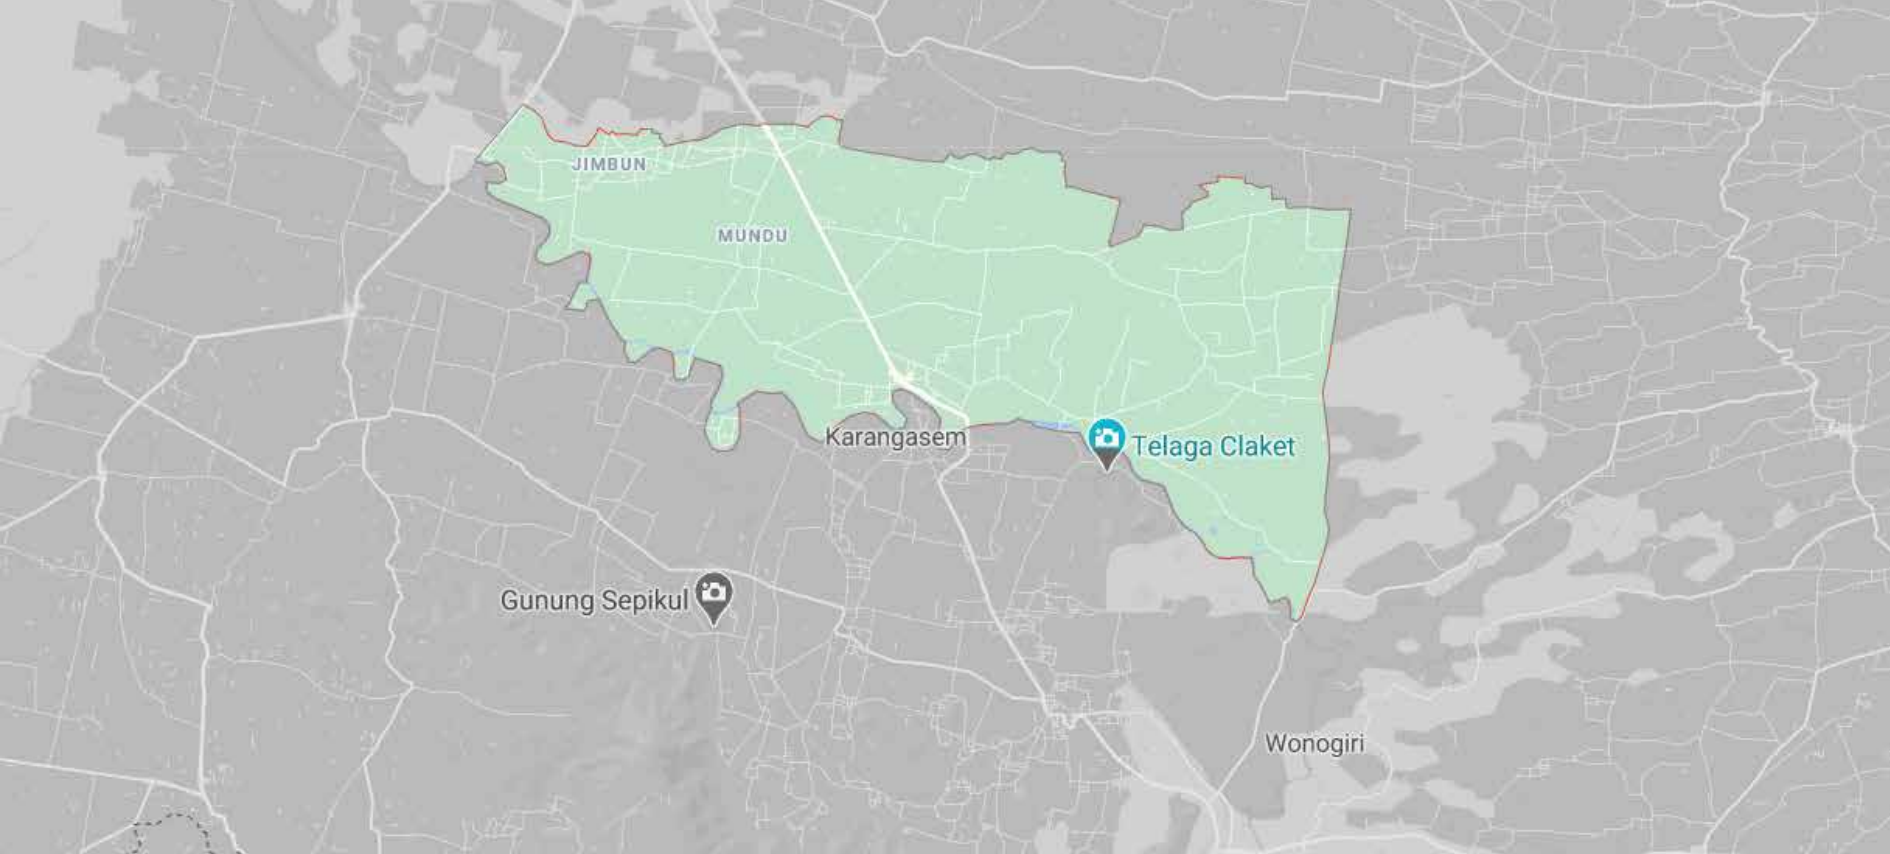 JIMBUN
MUNDU
Karangasem
Telaga Claket
Gunung Sepikul
Wonogiri